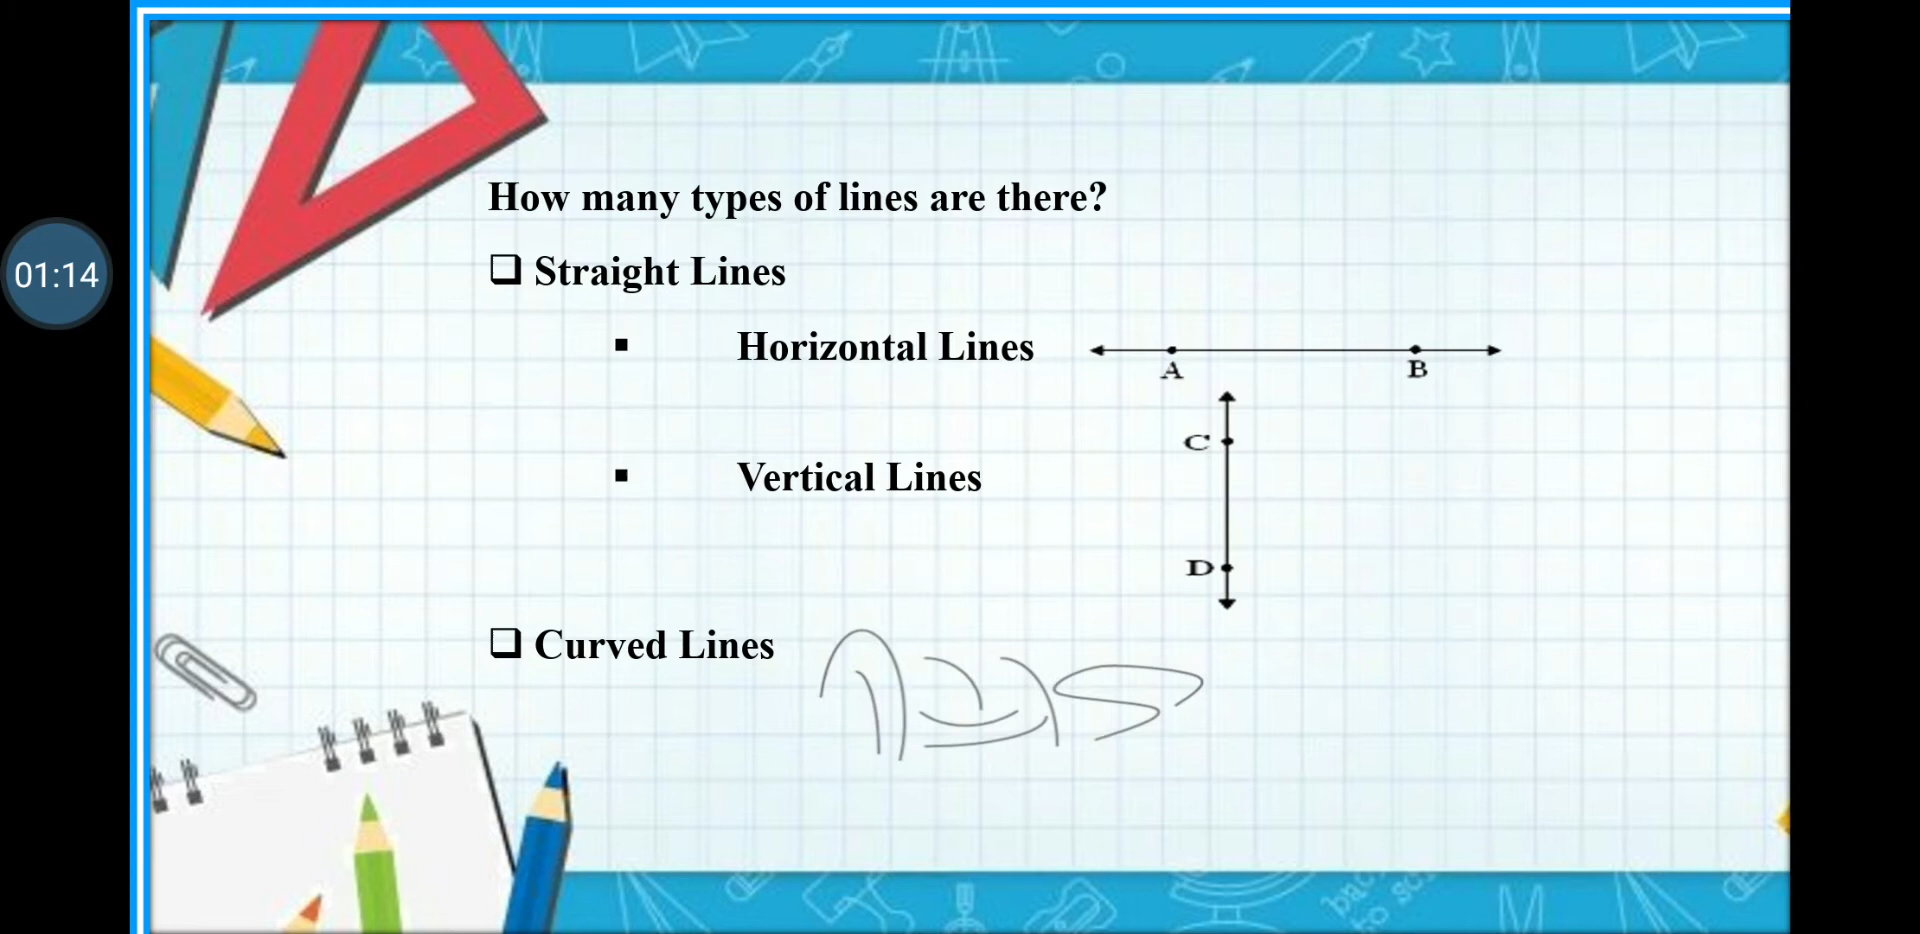 01:14
How many types of lines are there?
❑ Straight Lines
▪ Horizontal Lines
A B
C
▪ Vertical Lines
D
❑ Curved Lines